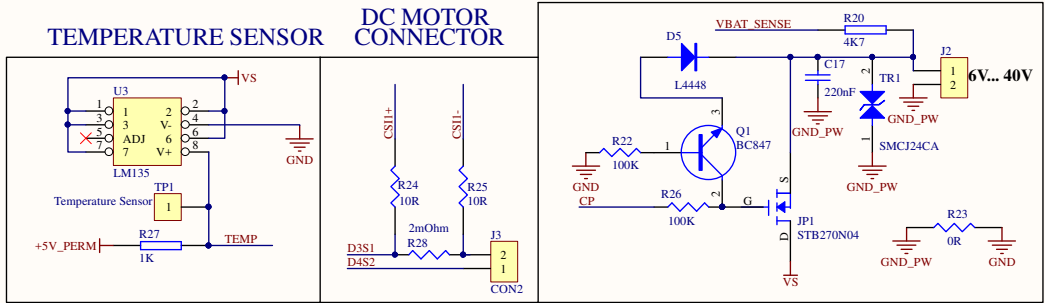 TEMPERATURE SENSOR
VS
U3
1 1 2 2
3 3 V- 4
5 ADJ 6 6
7 7 V+ 8
LM135
GND
TP1
Temperature Sensor 1
R27
+5V_PERM
1K
TEMP
DC MOTOR
CONNECTOR
CSI1+
CSI1-
R24
10R
R25
10R
2mOhm
D3S1
R28
J3
D4S2
2
1
CON2
VBAT_SENSE
R20
4K7
D5
L4448
C17
220nF
GND_PW
2
TR1
1
SMCJ24CA
GND_PW
J2
1
2
6V... 40V
GND_PW
3
Q1
BC847
R22
1
100K
GND
2
CP
R26
100K
G
S
D
JP1
STB270N04
VS
R23
0R
GND_PW
GND